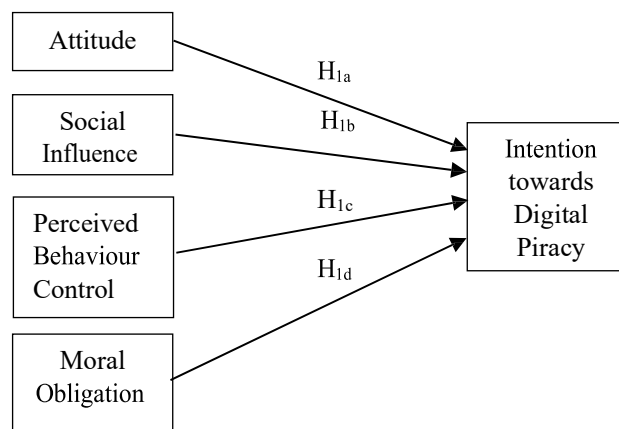 Attitude
H1a
Social
Influence
H1b
Perceived
Behaviour
Control
H1c
Moral
Obligation
H1d
Intention
towards
Digital
Piracy